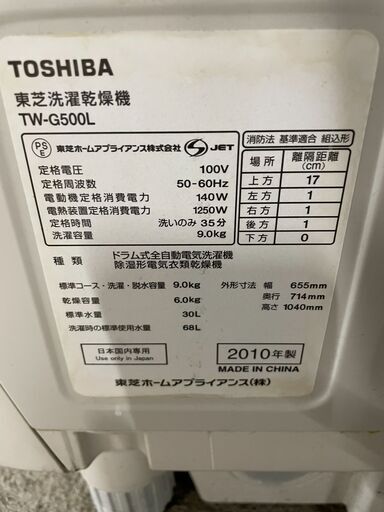 TOSHIBA
東芝洗濯乾燥機
TW-G500L
PS
E
東芝ホームアプライアンス株式会社 JET
定格電圧 100V
定格周波数 50-60Hz
電動機定格消費電力 140W
電熱装置定格消費電力 1250W
定格時間 洗いのみ 35分
洗濯容量 9.0kg
消防法 基準適合 組込形
場所 離隔距離(cm)
上方 17
左方 1
右方 1
後方 1
下方 0
種類 ドラム式全自動電気洗濯機
除湿形電気衣類乾燥機
標準コース・洗濯・脱水容量 9.0kg
乾燥容量 6.0kg
標準水量 30L
洗濯時の標準使用水量 68L
外形寸法 幅 655mm
奥行 714mm
高さ 1040mm
日本国内専用
Use only in Japan
2010年製
MADE IN CHINA
東芝ホームアプライアンス(株)